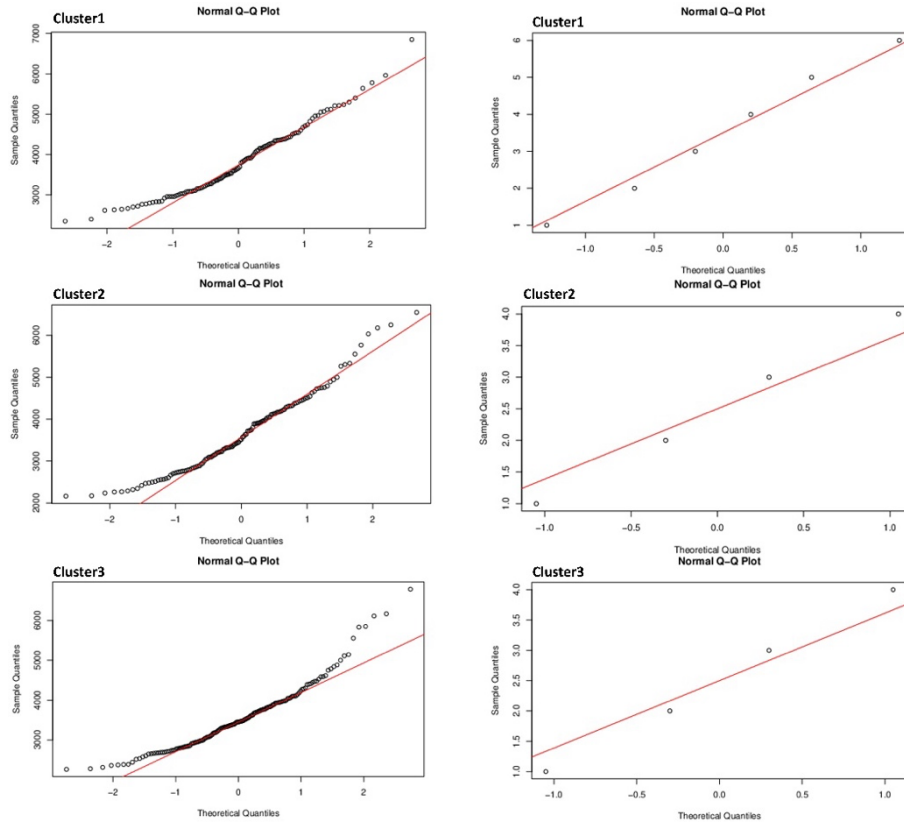 Cluster1
Normal Q-Q Plot
Sample Quantiles
3000 4000 5000 6000 7000
-2 -1 0 1 2
Theoretical Quantiles
Cluster1
Normal Q-Q Plot
Sample Quantiles
1 2 3 4 5 6
-1.0 -0.5 0.0 0.5 1.0
Theoretical Quantiles
Cluster2
Normal Q-Q Plot
Sample Quantiles
2000 3000 4000 5000 6000
-2 -1 0 1 2
Theoretical Quantiles
Cluster2
Normal Q-Q Plot
Sample Quantiles
1.0 1.5 2.0 2.5 3.0 3.5 4.0
-1.0 -0.5 0.0 0.5 1.0
Theoretical Quantiles
Cluster3
Normal Q-Q Plot
Sample Quantiles
3000 4000 5000 6000
-2 -1 0 1 2
Theoretical Quantiles
Cluster3
Normal Q-Q Plot
Sample Quantiles
1.0 1.5 2.0 2.5 3.0 3.5 4.0
-1.0 -0.5 0.0 0.5 1.0
Theoretical Quantiles